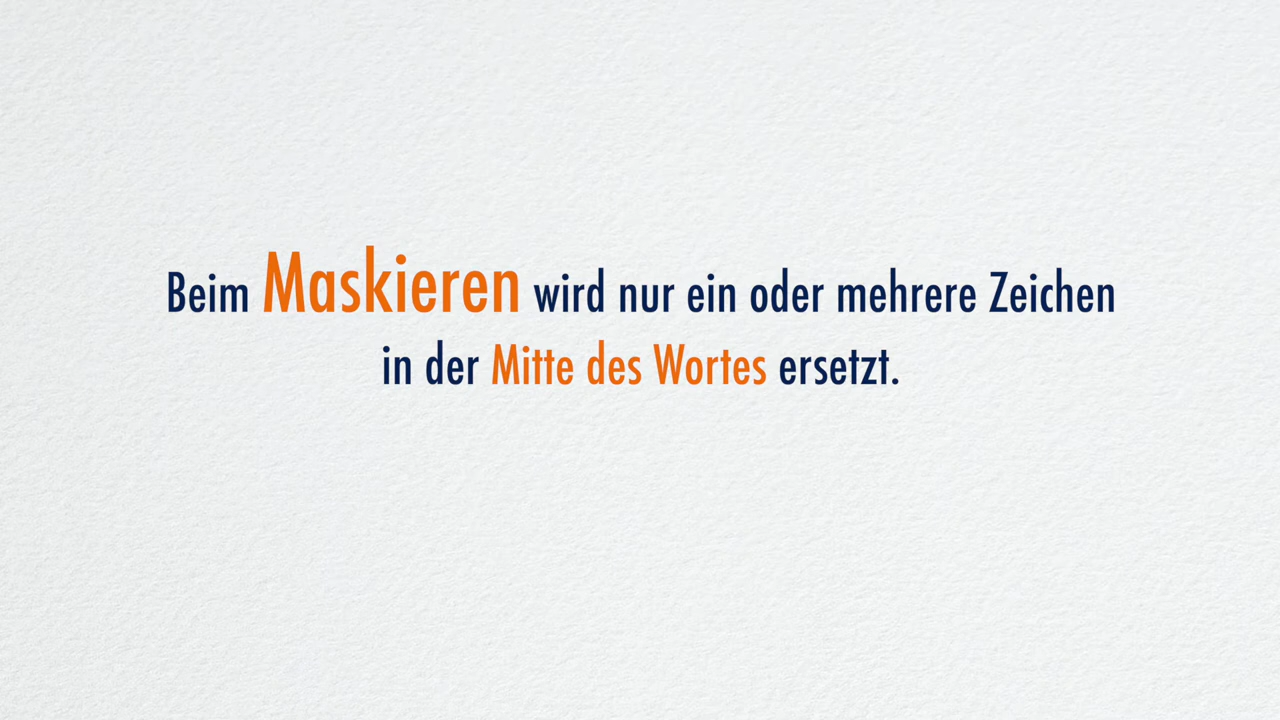 Beim Maskieren wird nur ein oder mehrere Zeichen
in der Mitte des Wortes ersetzt.